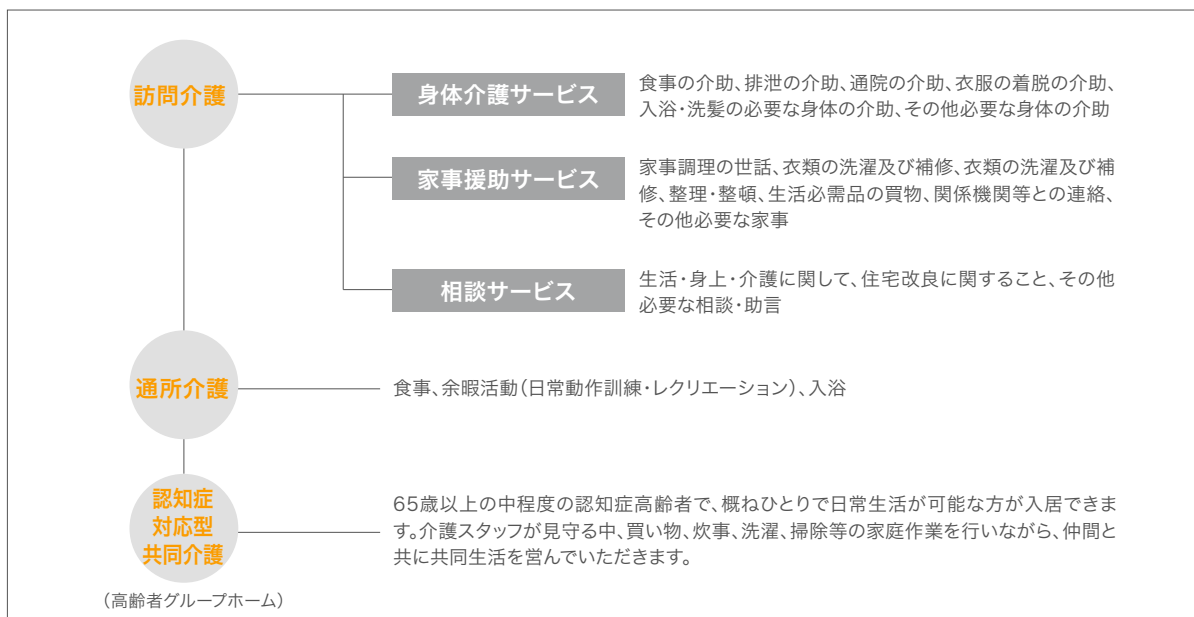 訪問介護
身体介護サービス
食事の介助、排泄の介助、通院の介助、衣服の着脱の介助、
入浴・洗髪の必要な身体の介助、その他必要な身体の介助
家事援助サービス
家事調理の世話、衣類の洗濯及び補修、衣類の洗濯及び補
修、整理・整頓、生活必需品の買物、関係機関等との連絡、
その他必要な家事
相談サービス
生活・身上・介護に関して、住宅改良に関すること、その他
必要な相談・助言
通所介護
食事、余暇活動(日常動作訓練・レクリエーション)、入浴
認知症
対応型
共同介護
(高齢者グループホーム)
65歳以上の中程度の認知症高齢者で、概ねひとりで日常生活が可能な方が入居できま
す。介護スタッフが見守る中、買い物、炊事、洗濯、掃除等の家庭作業を行いながら、仲間と
共に共同生活を営んでいただきます。